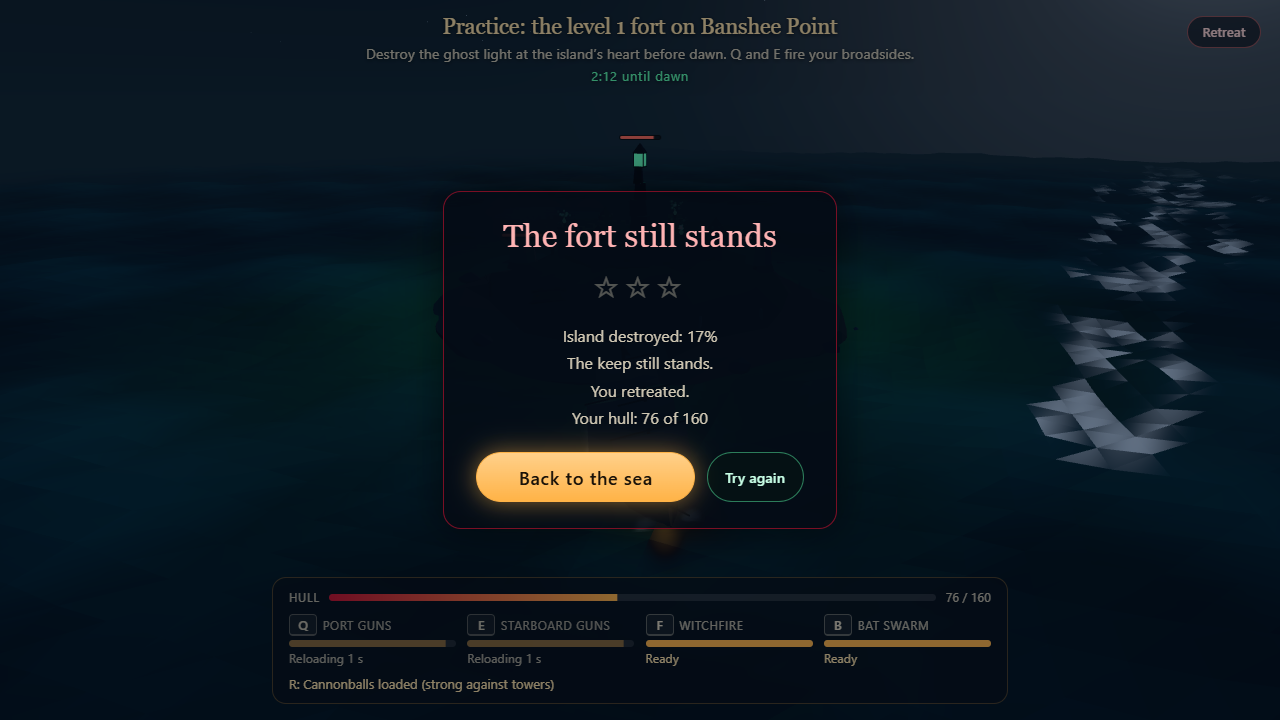 Practice: the level 1 fort on Banshee Point
Destroy the ghost light at the island's heart before dawn. Q and E fire your broadsides.
2:12 until dawn
Retreat
The fort still stands
Island destroyed: 17%
The keep still stands.
You retreated.
Your hull: 76 of 160
Back to the sea
Try again
HULL
76 / 160
Q PORT GUNS
E STARBOARD GUNS
F WITCHFIRE
B BAT SWARM
Reloading 1 s
Reloading 1 s
Ready
Ready
R: Cannonballs loaded (strong against towers)